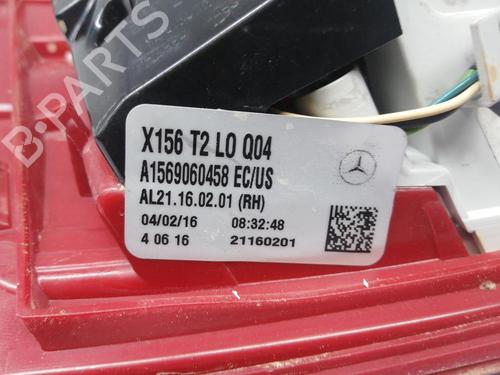 B-PARTS
X156 T2 LO Q04
A1569060458 EC/US
AL21.16.02.01 (RH)
04/02/16 08:32:48
4 06 16 21160201